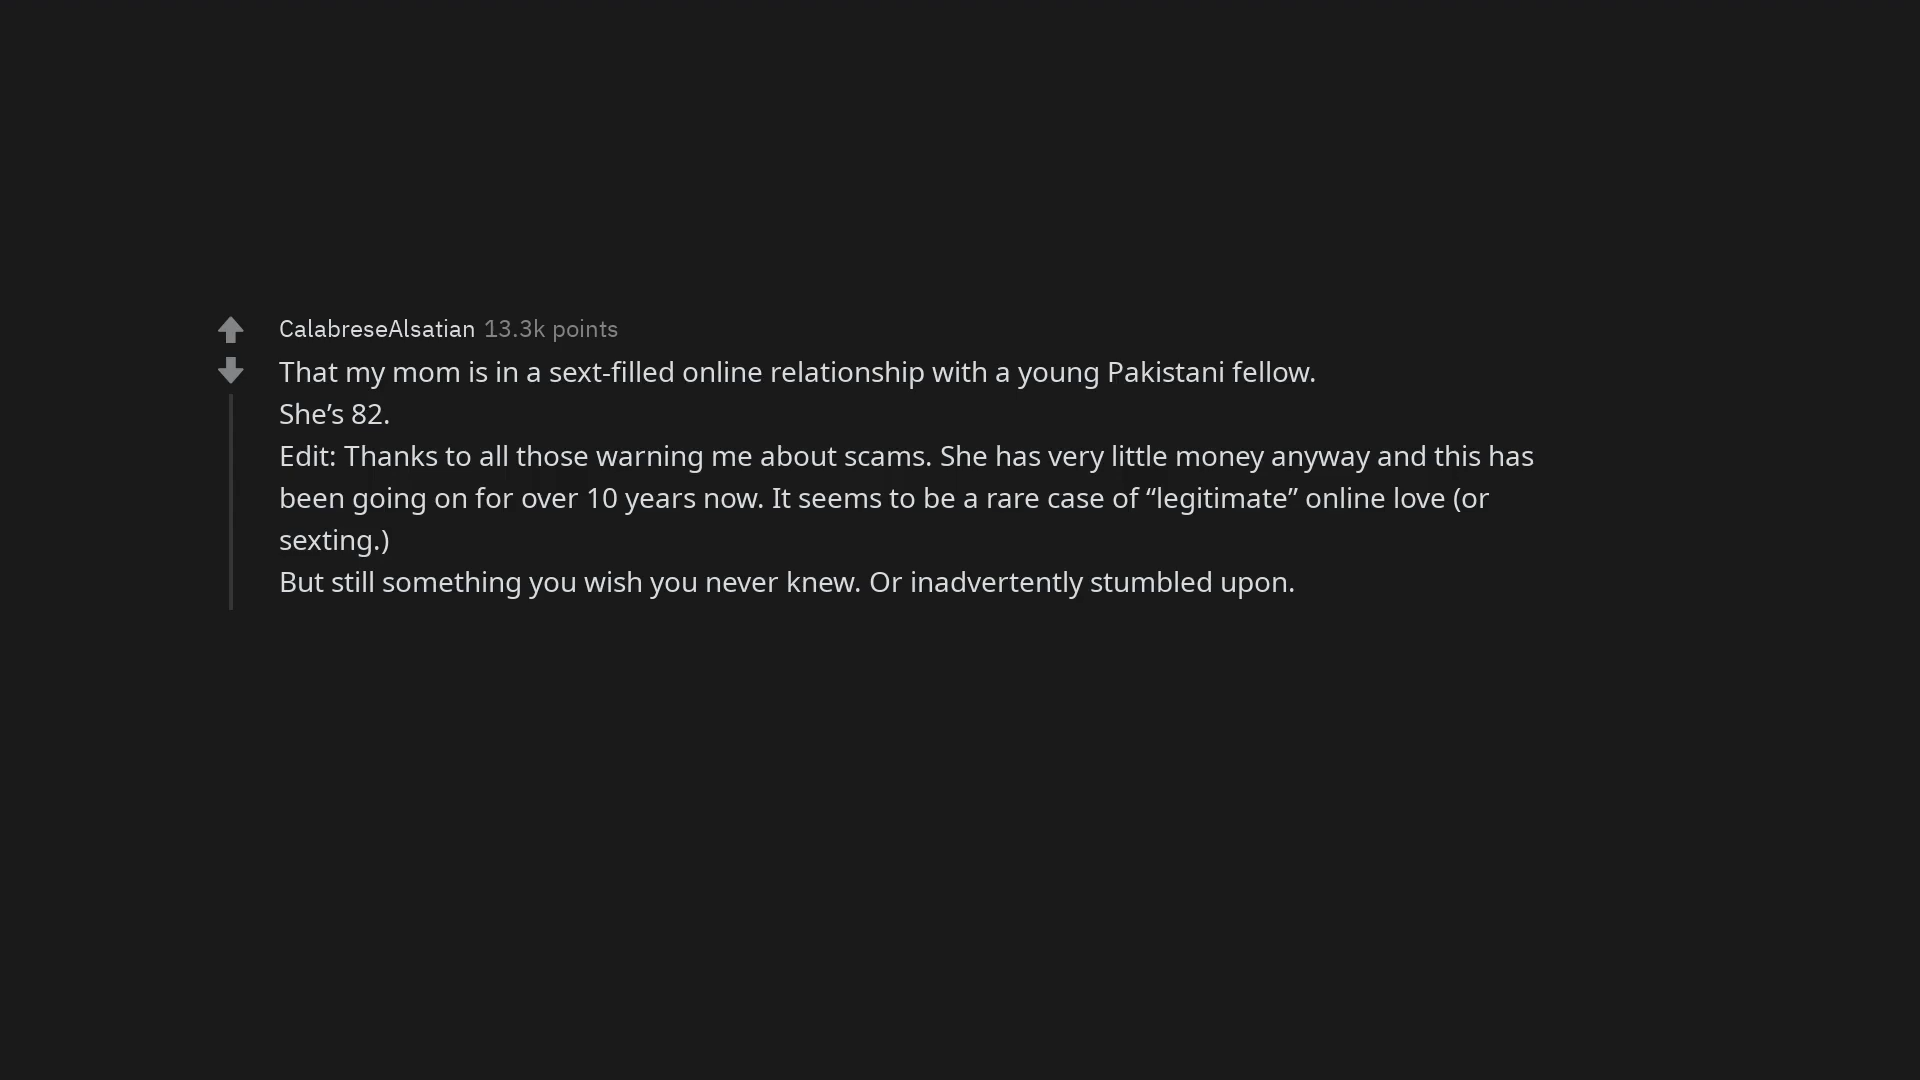 CalabreseAlsatian 13.3k points
That my mom is in a sext-filled online relationship with a young Pakistani fellow.
She’s 82.
Edit: Thanks to all those warning me about scams. She has very little money anyway and this has
been going on for over 10 years now. It seems to be a rare case of “legitimate” online love (or
sexting.)
But still something you wish you never knew. Or inadvertently stumbled upon.